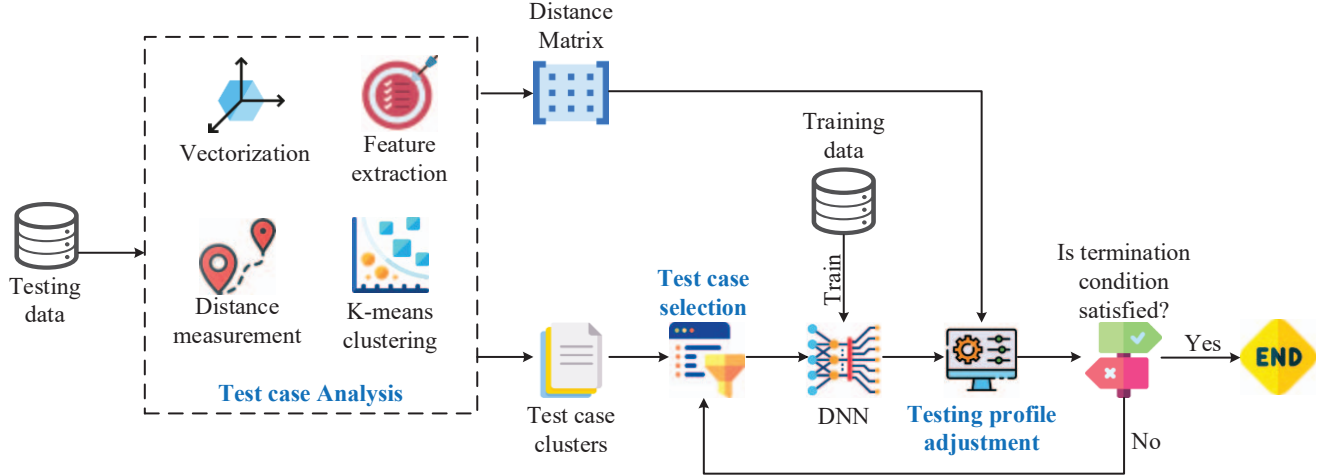 Distance
Matrix
Vectorization
Feature
extraction
Training
data
Testing
data
Distance
measurement
K-means
clustering
Test case Analysis
Test case
clusters
Test case
selection
Train
DNN
Testing profile
adjustment
Is termination
condition
satisfied?
Yes
No
END